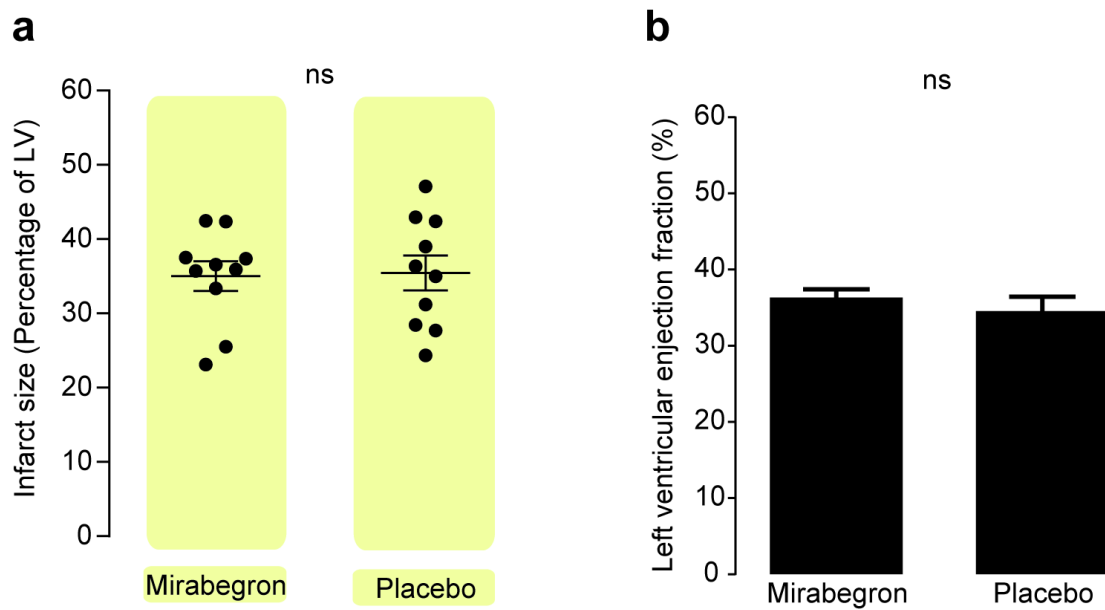 a
ns
Infarct size (Percentage of LV)
60
50
40
30
20
10
0
Mirabegron
Placebo
b
ns
Left ventricular enjection fraction (%)
60
50
40
30
20
10
0
Mirabegron
Placebo